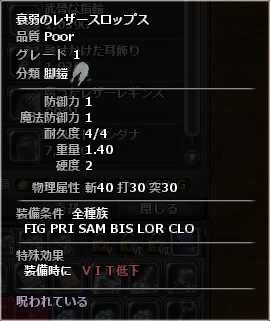 衰弱のレザースロップス
品質 Poor
グレード 1
分類 脚鎧
防御力 1
魔法防御力 1
耐久度 4/4
重量 1.40
硬度 2
物理属性 斬40 打30 突30
装備条件 全種族
FIG PRI SAM BIS LOR CLO
特殊効果
装備時に VIT低下
呪われている